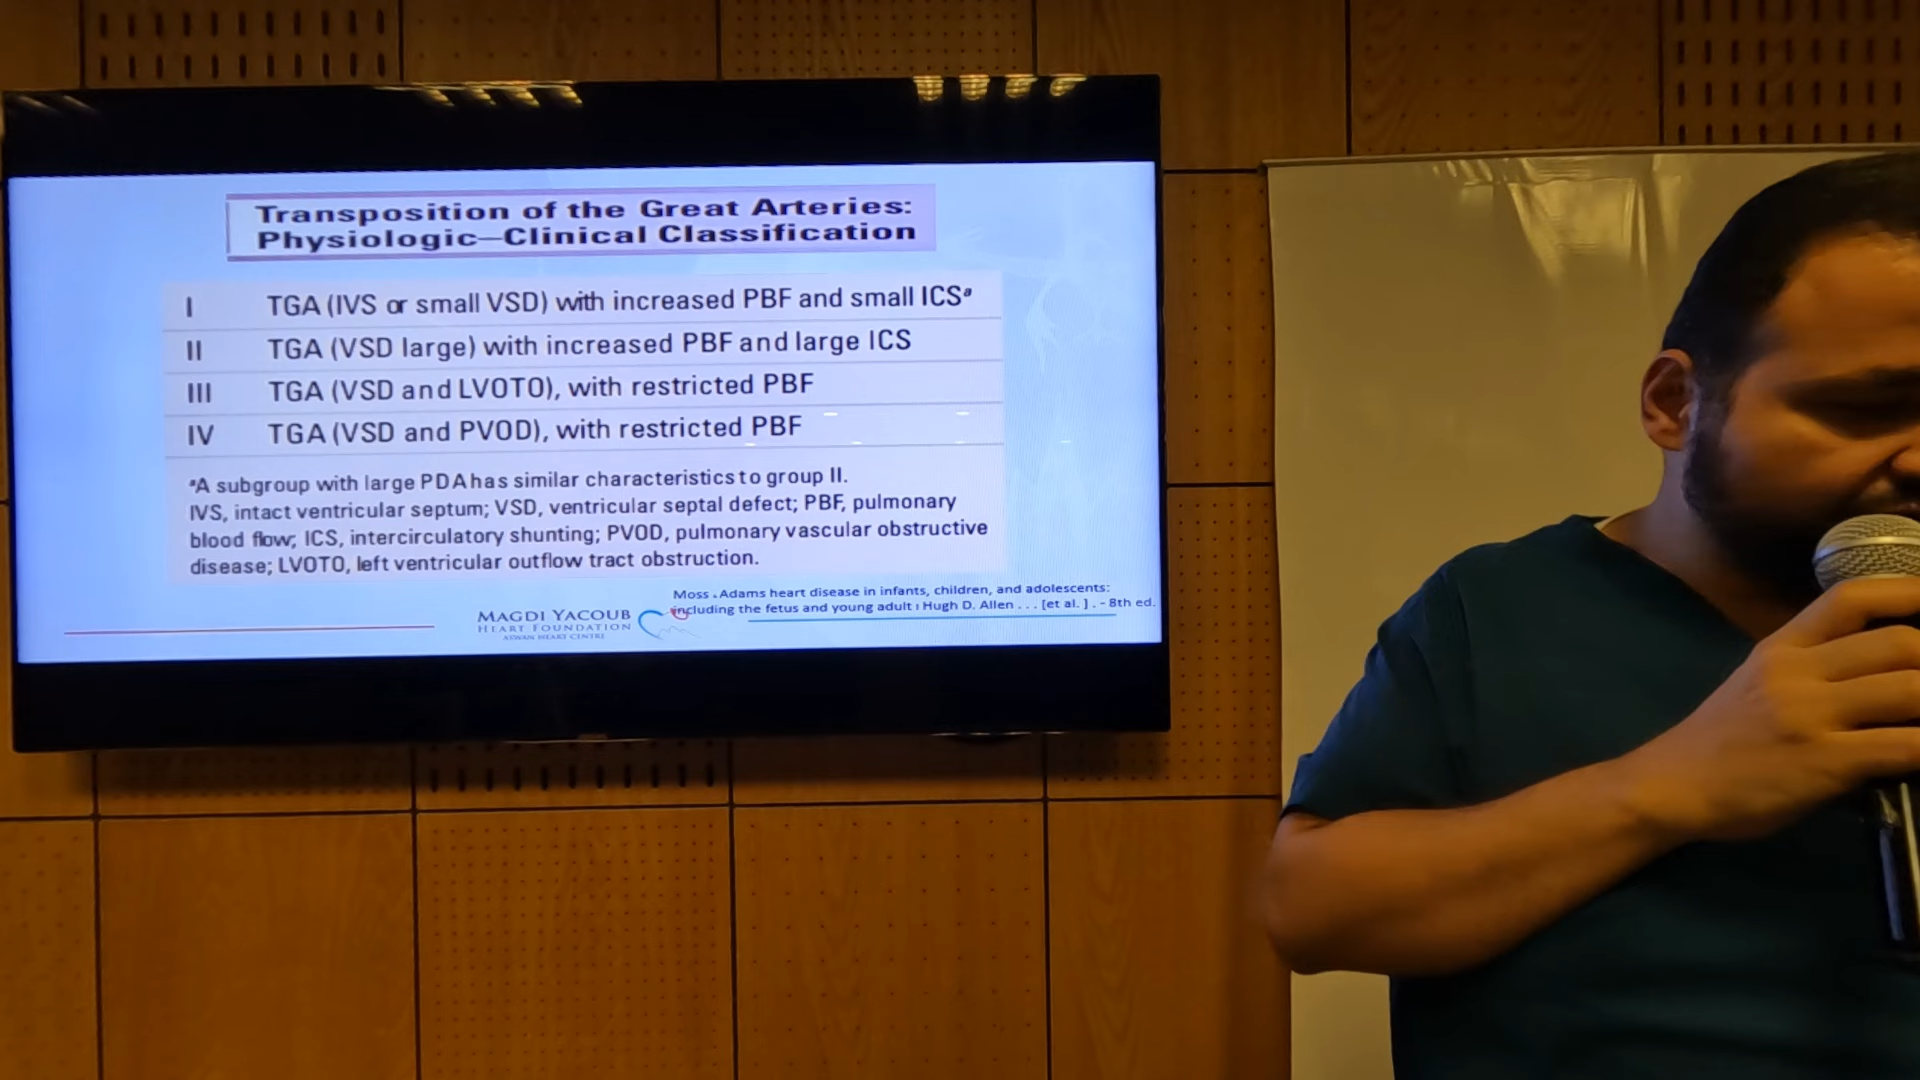 Transposition of the Great Arteries:
Physiologic—Clinical Classification
I TGA (IVS or small VSD) with increased PBF and small ICSª
II TGA (VSD large) with increased PBF and large ICS
III TGA (VSD and LVOTO), with restricted PBF
IV TGA (VSD and PVOD), with restricted PBF
ªA subgroup with large PDA has similar characteristics to group II.
IVS, intact ventricular septum; VSD, ventricular septal defect; PBF, pulmonary
blood flow; ICS, intercirculatory shunting; PVOD, pulmonary vascular obstructive
disease; LVOTO, left ventricular outflow tract obstruction.
Moss . Adams heart disease in infants, children, and adolescents:
including the fetus and young adult ı Hugh D. Allen . . . [et al. ] . - 8th ed.
MAGDI YACOUB
HEART FOUNDATION
ASWAN HEART CENTRE